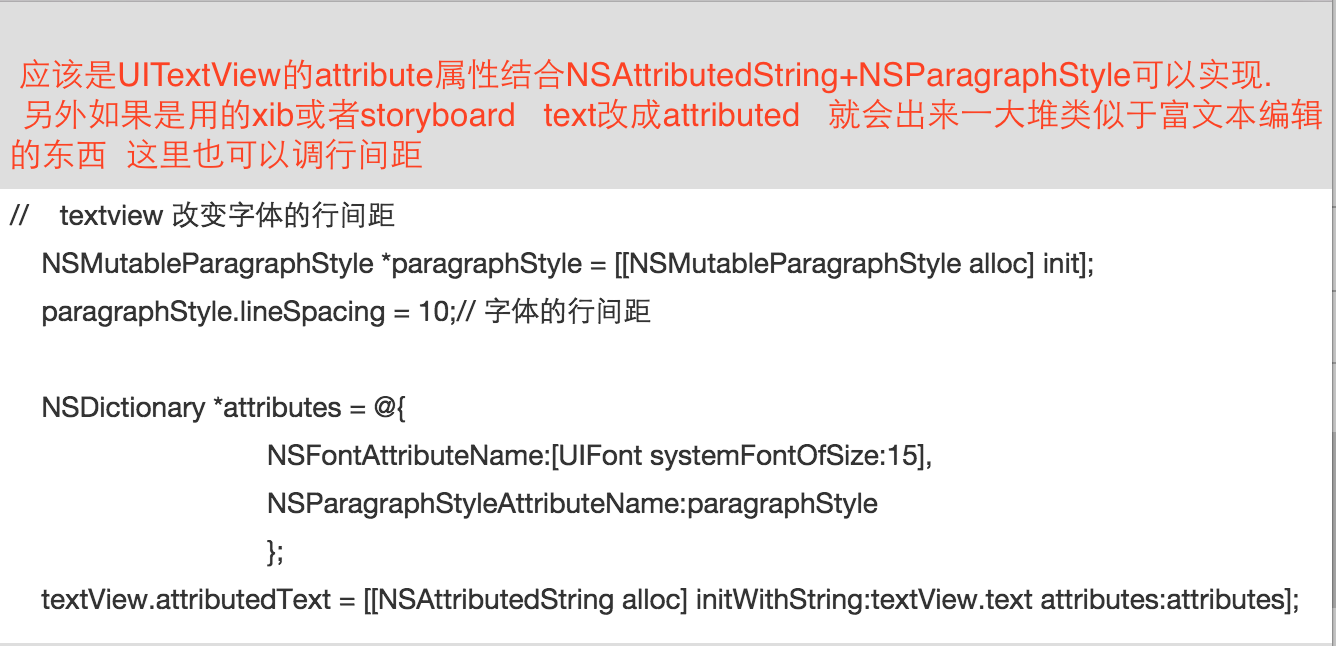 应该是UITextView的attribute属性结合NSAttributedString+NSParagraphStyle可以实现.
另外如果是用的xib或者storyboard text改成attributed 就会出来一大堆类似于富文本编辑
的东西 这里也可以调行间距
// textview 改变字体的行间距
NSMutableParagraphStyle *paragraphStyle = [[NSMutableParagraphStyle alloc] init];
paragraphStyle.lineSpacing = 10;// 字体的行间距
NSDictionary *attributes = @{
NSFontAttributeName:[UIFont systemFontOfSize:15],
NSParagraphStyleAttributeName:paragraphStyle
};
textView.attributedText = [[NSAttributedString alloc] initWithString:textView.text attributes:attributes];